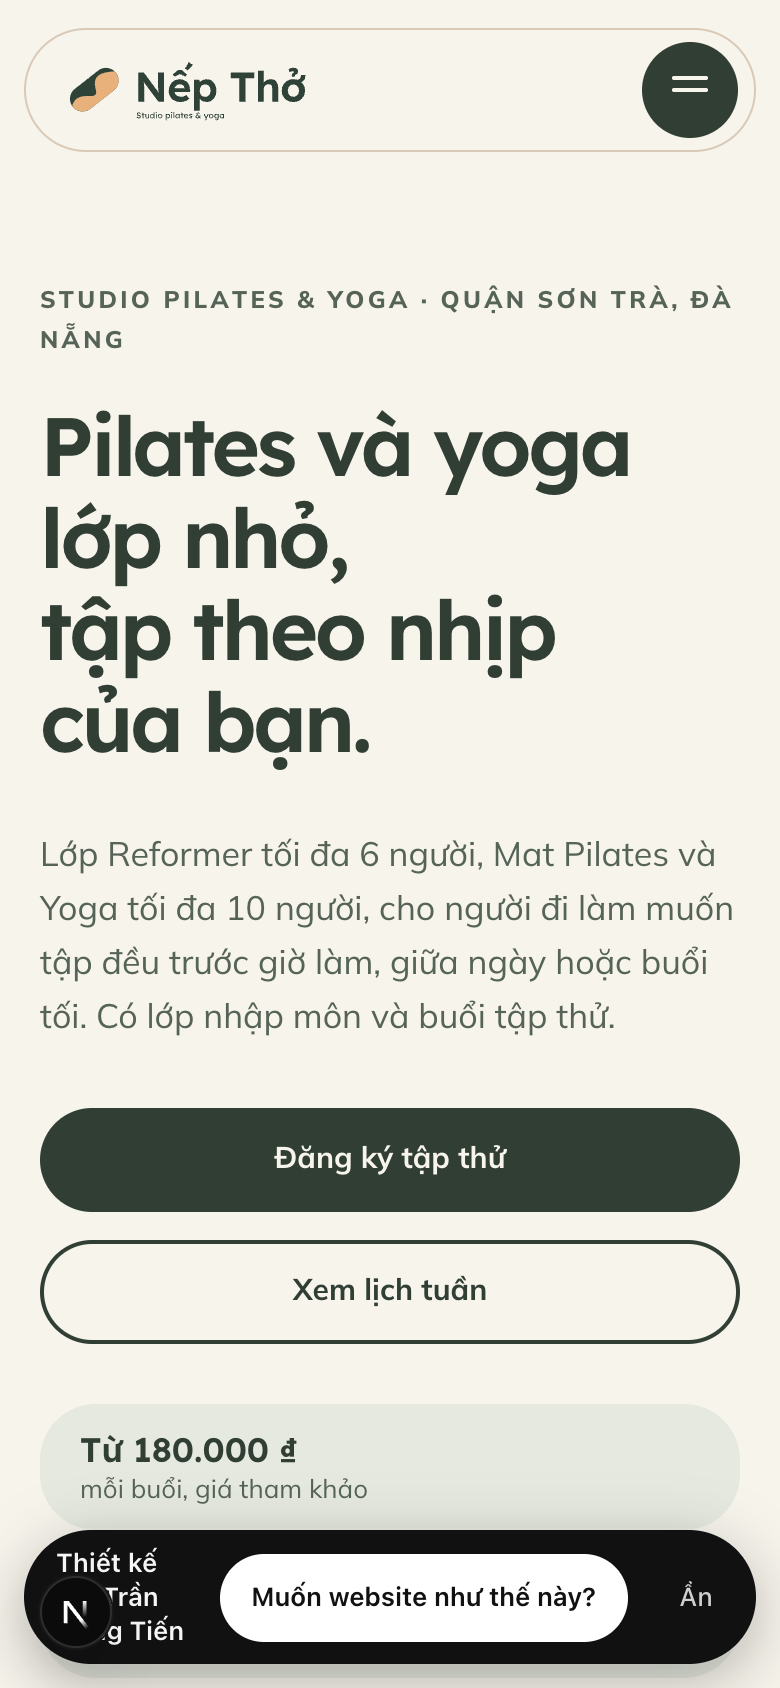 Nếp Thở
Studio pilates & yoga
STUDIO PILATES & YOGA · QUẬN SƠN TRÀ, ĐÀ
NẴNG
Pilates và yoga
lớp nhỏ,
tập theo nhịp
của bạn.
Lớp Reformer tối đa 6 người, Mat Pilates và
Yoga tối đa 10 người, cho người đi làm muốn
tập đều trước giờ làm, giữa ngày hoặc buổi
tối. Có lớp nhập môn và buổi tập thử.
Đăng ký tập thử
Xem lịch tuần
Từ 180.000 ₫
mỗi buổi, giá tham khảo
Thiết kế
Trần
Tiến
Muốn website như thế này?
Ẩn
N